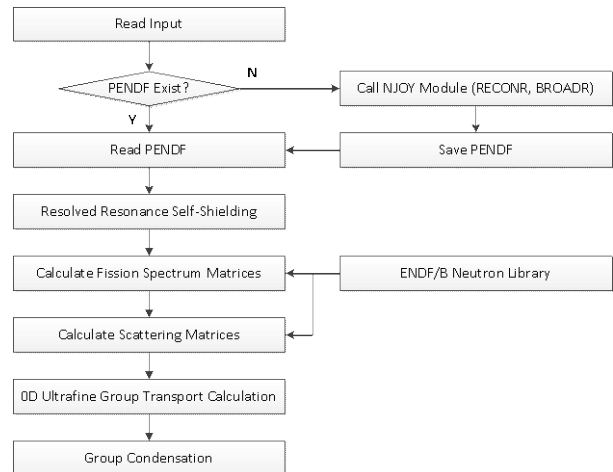 Read Input
PENDF Exist?
N
Call NJOY Module (RECONR, BROADR)
Y
Read PENDF
Save PENDF
Resolved Resonance Self-Shielding
Calculate Fission Spectrum Matrices
ENDF/B Neutron Library
Calculate Scattering Matrices
0D Ultrafine Group Transport Calculation
Group Condensation